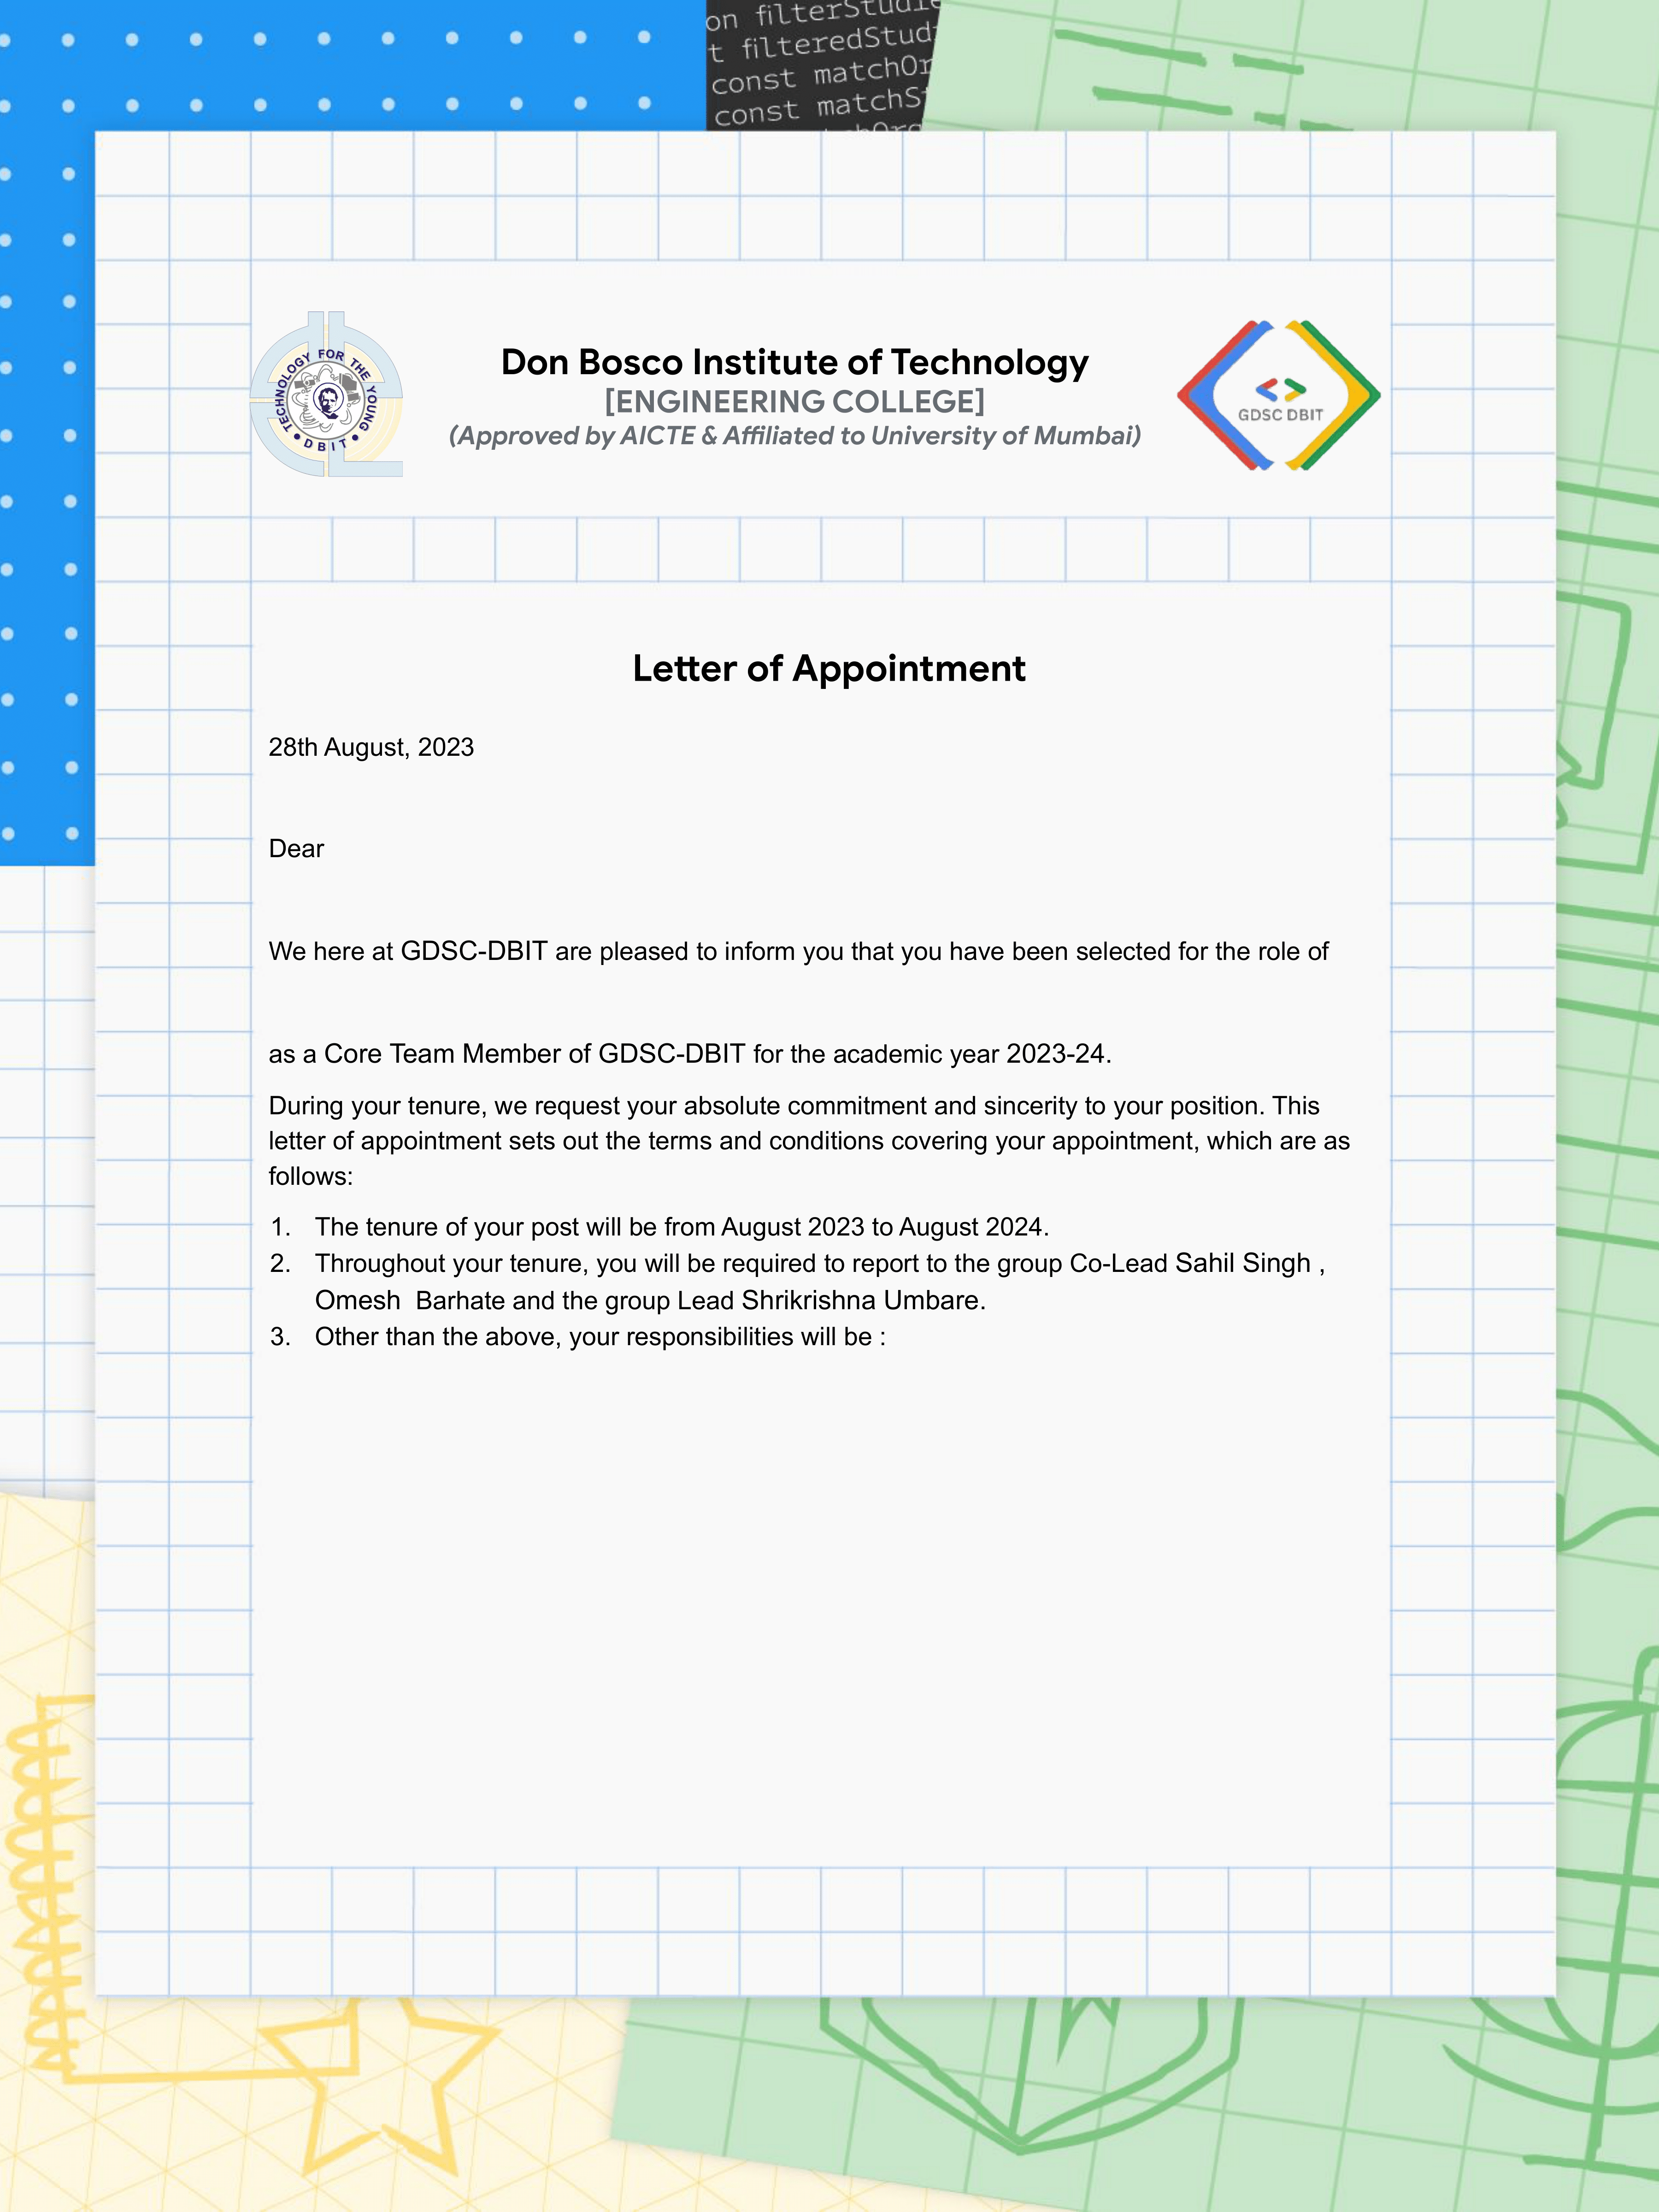 on filterStudie
t filteredStud
const matchOr
const matchSt
TECHNOLOGY FOR THE YOUNG
DBIT
Don Bosco Institute of Technology
[ENGINEERING COLLEGE]
(Approved by AICTE & Affiliated to University of Mumbai)
GDSC DBIT
Letter of Appointment
28th August, 2023
Dear
We here at GDSC-DBIT are pleased to inform you that you have been selected for the role of
as a Core Team Member of GDSC-DBIT for the academic year 2023-24.
During your tenure, we request your absolute commitment and sincerity to your position. This
letter of appointment sets out the terms and conditions covering your appointment, which are as
follows:
1. The tenure of your post will be from August 2023 to August 2024.
2. Throughout your tenure, you will be required to report to the group Co-Lead Sahil Singh ,
Omesh Barhate and the group Lead Shrikrishna Umbare.
3. Other than the above, your responsibilities will be :